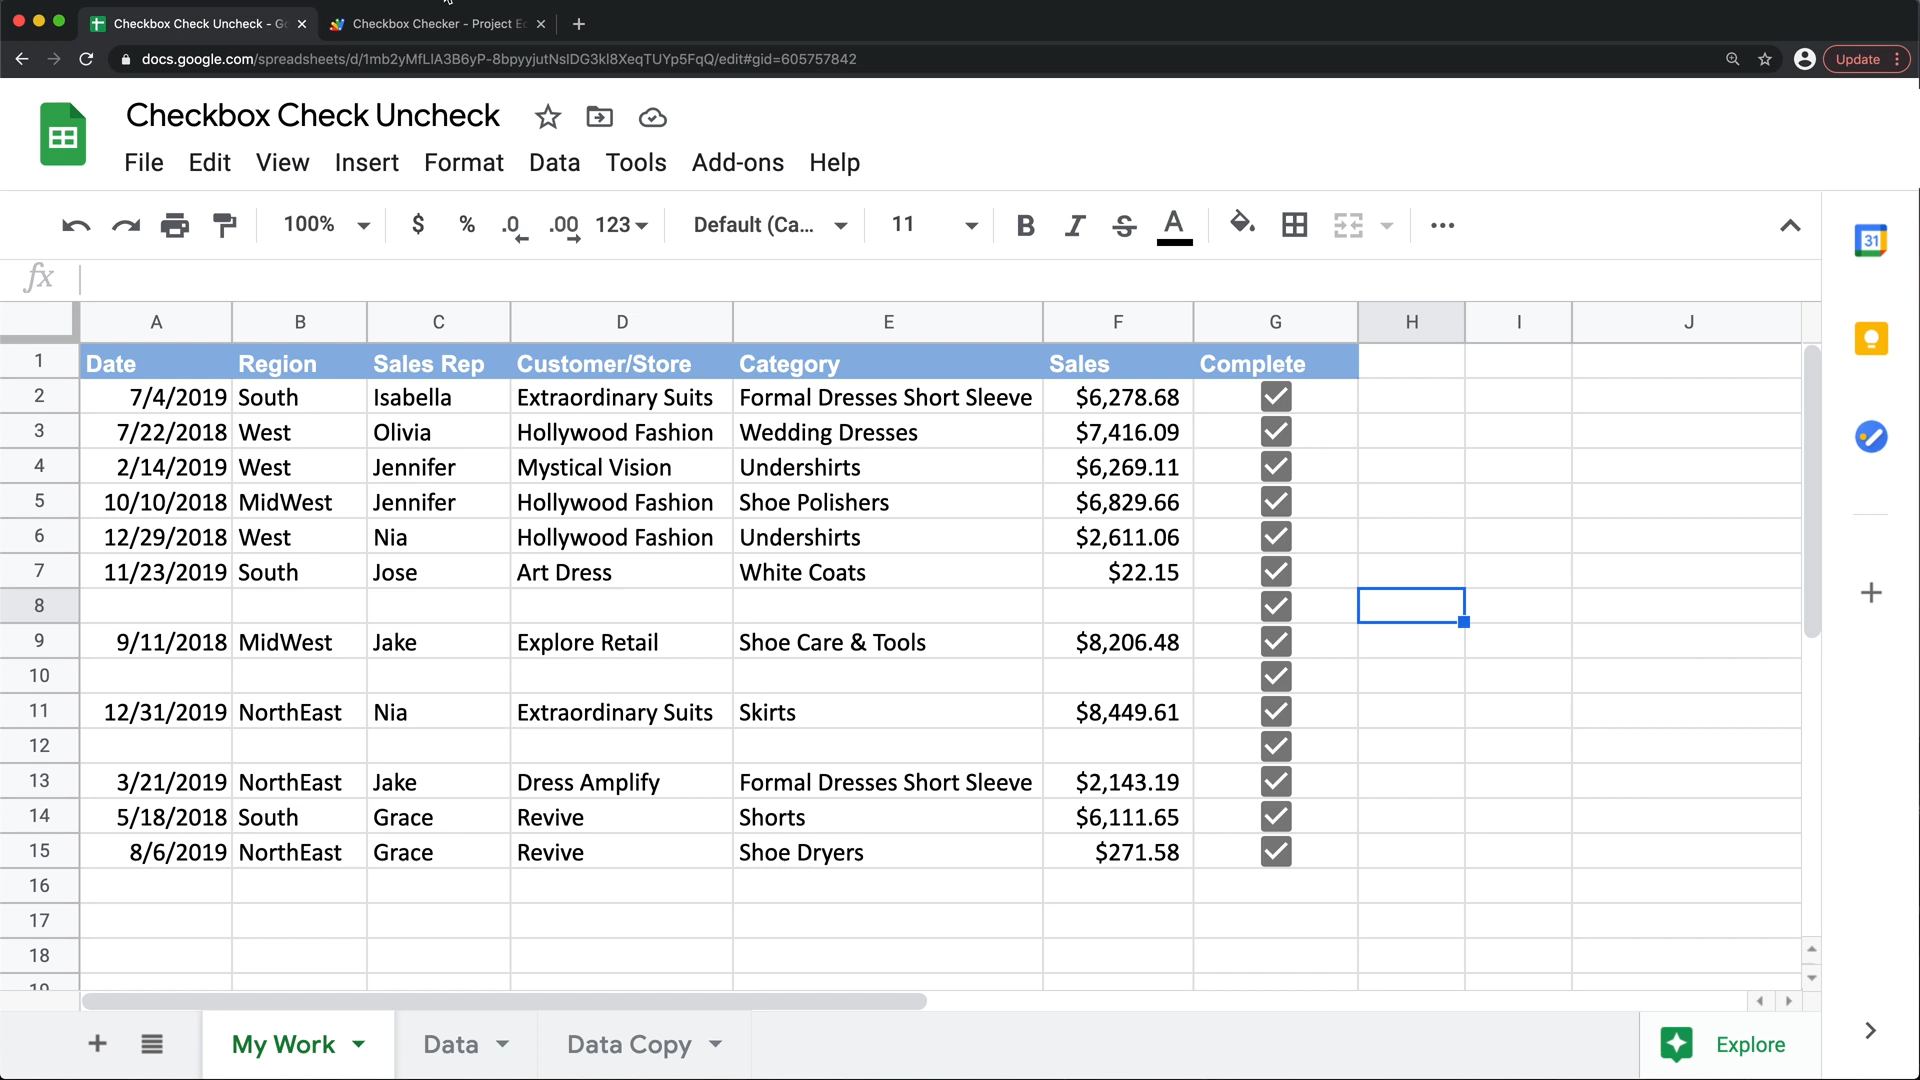 Checkbox Check Uncheck - Go
Checkbox Checker - Project Ed
docs.google.com/spreadsheets/d/1mb2yMfLIA3B6yP-8bpyyjutNsIDG3kI8XeqTUYp5FqQ/edit#gid=605757842
Update
Checkbox Check Uncheck
File Edit View Insert Format Data Tools Add-ons Help
100% $ % .0 .00 123 Default (Ca... 11 B I S A
31
fx
A B C D E F G H I J
1 Date Region Sales Rep Customer/Store Category Sales Complete
2 7/4/2019 South Isabella Extraordinary Suits Formal Dresses Short Sleeve $6,278.68
3 7/22/2018 West Olivia Hollywood Fashion Wedding Dresses $7,416.09
4 2/14/2019 West Jennifer Mystical Vision Undershirts $6,269.11
5 10/10/2018 MidWest Jennifer Hollywood Fashion Shoe Polishers $6,829.66
6 12/29/2018 West Nia Hollywood Fashion Undershirts $2,611.06
7 11/23/2019 South Jose Art Dress White Coats $22.15
8
9 9/11/2018 MidWest Jake Explore Retail Shoe Care & Tools $8,206.48
10
11 12/31/2019 NorthEast Nia Extraordinary Suits Skirts $8,449.61
12
13 3/21/2019 NorthEast Jake Dress Amplify Formal Dresses Short Sleeve $2,143.19
14 5/18/2018 South Grace Revive Shorts $6,111.65
15 8/6/2019 NorthEast Grace Revive Shoe Dryers $271.58
16
17
18
19
My Work Data Data Copy Explore